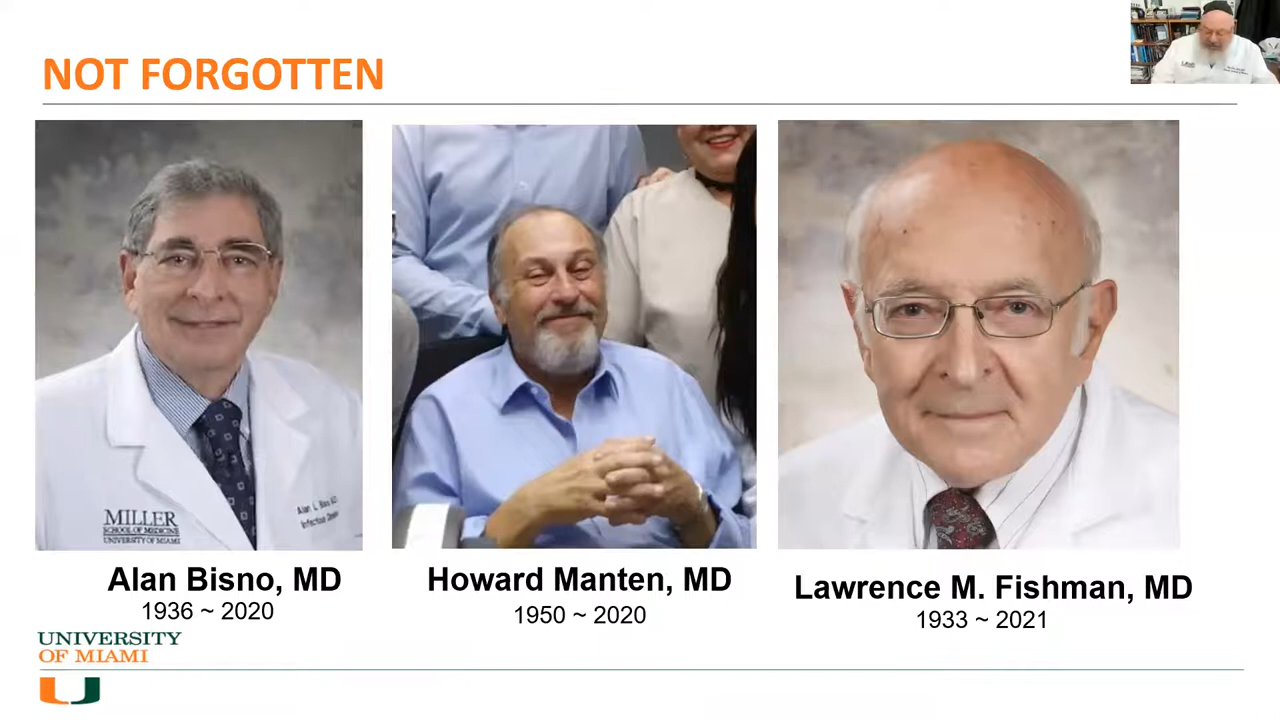 NOT FORGOTTEN
MILLER
SCHOOL OF MEDICINE
UNIVERSITY OF MIAMI
Alan L.
Alan Bisno, MD
1936 ~ 2020
Howard Manten, MD
1950 ~ 2020
Lawrence M. Fishman, MD
1933 ~ 2021
UNIVERSITY
OF MIAMI